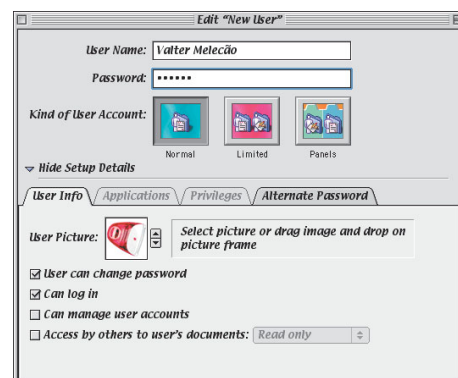 Edit “New User”
User Name: Valter Melecão
Password: ••••••
Kind of User Account:
Normal Limited Panels
Hide Setup Details
User Info Applications Privileges Alternate Password
User Picture: Select picture or drag image and drop on
picture frame
User can change password
Can log in
Can manage user accounts
Access by others to user's documents: Read only